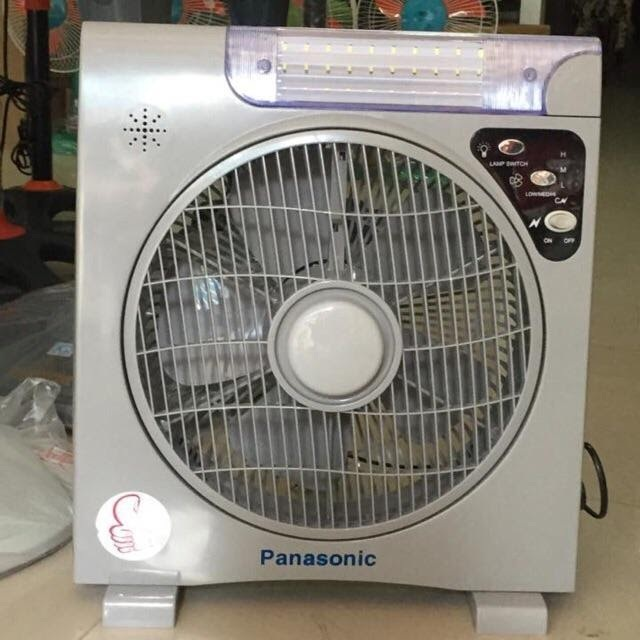 LAMP SWITCH
H
M
L
LOW/MED/HI
ON OFF
Panasonic